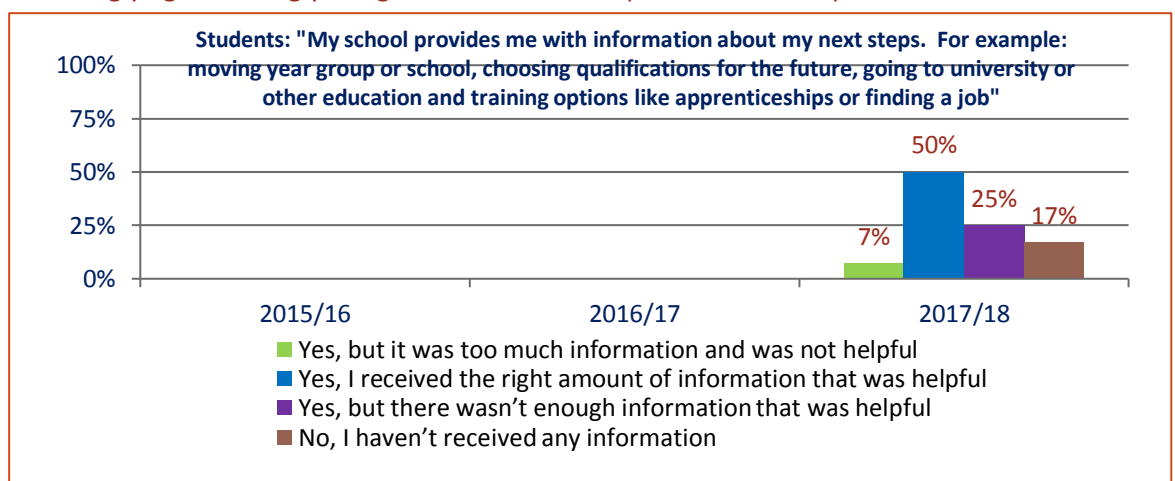 Students: "My school provides me with information about my next steps. For example:
moving year group or school, choosing qualifications for the future, going to university or
other education and training options like apprenticeships or finding a job"
100%
75%
50%
25%
0%
7%
50%
25%
17%
2015/16
2016/17
2017/18
Yes, but it was too much information and was not helpful
Yes, I received the right amount of information that was helpful
Yes, but there wasn’t enough information that was helpful
No, I haven’t received any information